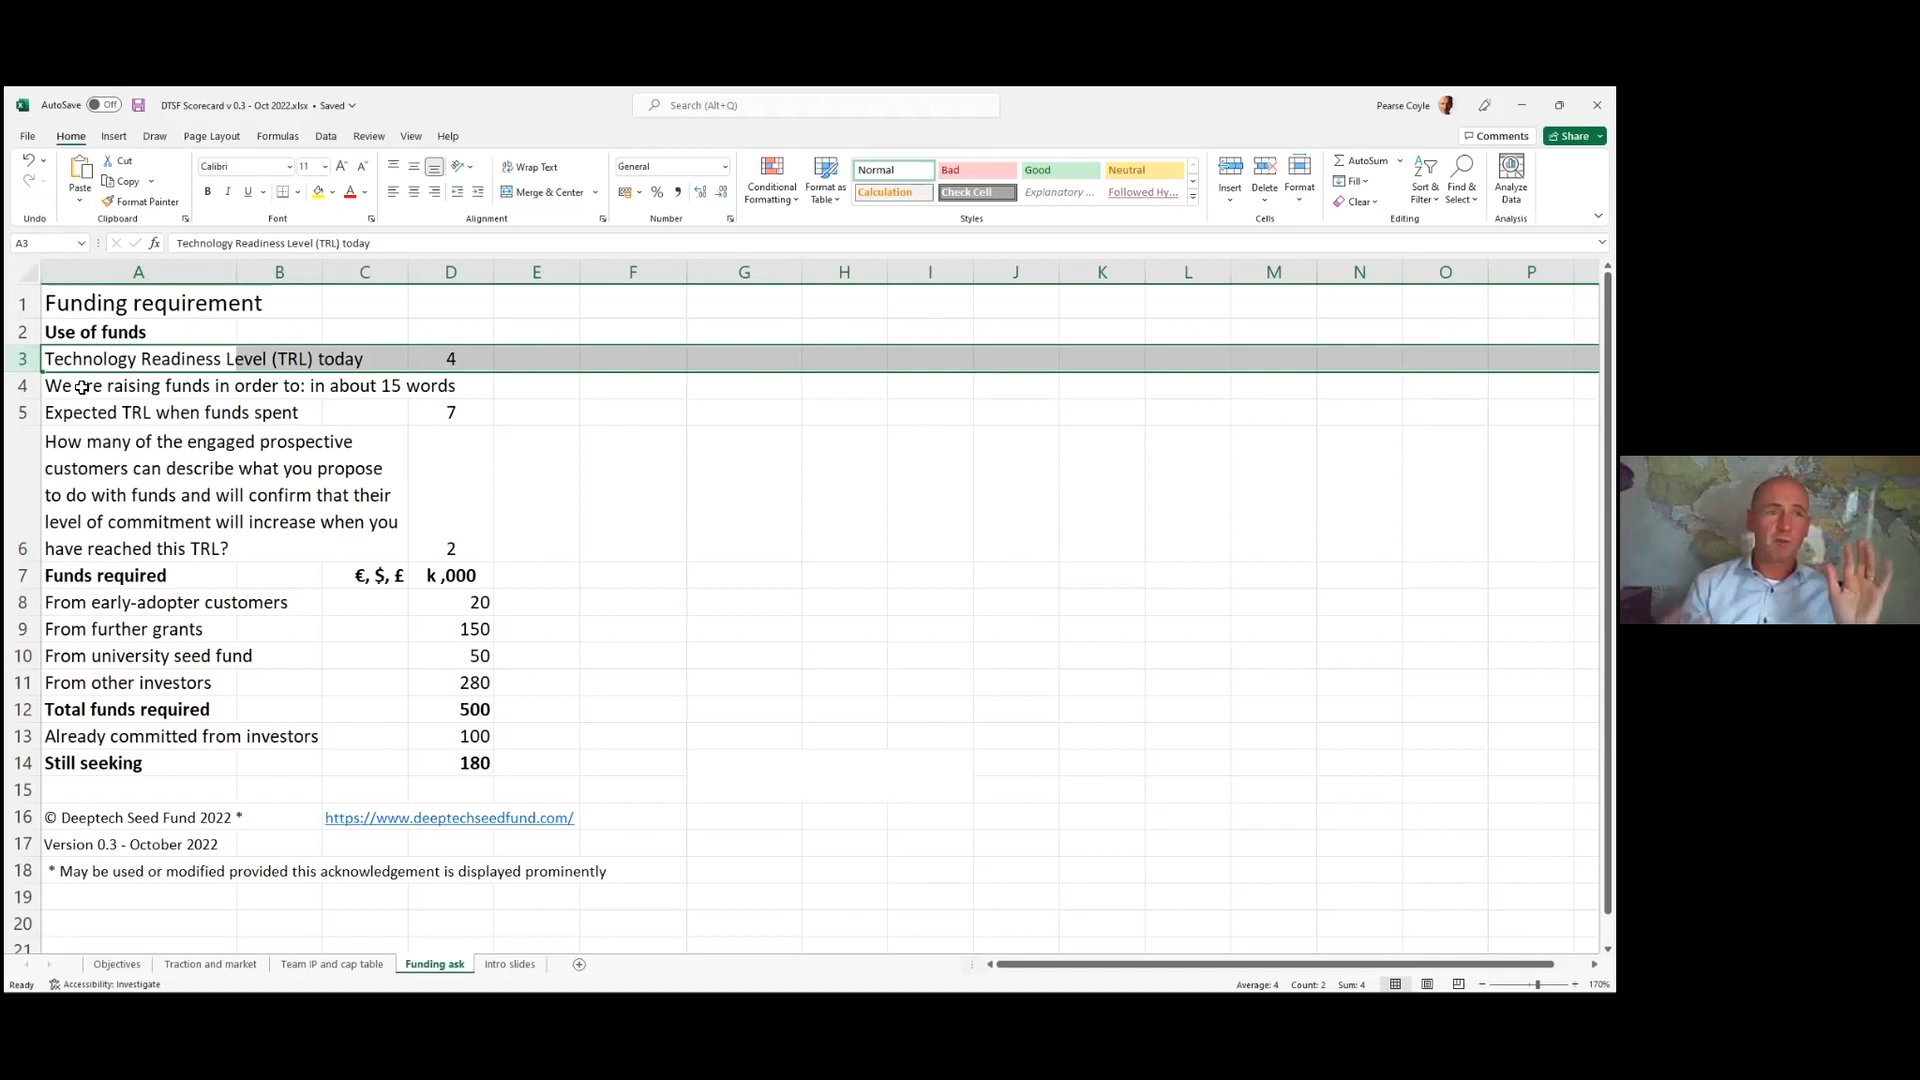 AutoSave Off DTSF Scorecard v 0.3 - Oct 2022.xlsx • Saved Search (Alt+Q) Pearse Coyle
File Home Insert Draw Page Layout Formulas Data Review View Help Comments Share
Cut Calibri 11 Wrap Text General Normal Bad Good Neutral AutoSum
Paste Copy Conditional Formatting Format as Table Insert Delete Format Fill Sort & Filter Find & Select Analyze Data
Format Painter B I U Merge & Center % Calculation Check Cell Explanatory ... Followed Hy... Clear
Undo Clipboard Font Alignment Number Styles Cells Editing Analysis
A3 fx Technology Readiness Level (TRL) today
A B C D E F G H I J K L M N O P
1 Funding requirement
2 Use of funds
3 Technology Readiness Level (TRL) today 4
4 We are raising funds in order to: in about 15 words
5 Expected TRL when funds spent 7
How many of the engaged prospective
customers can describe what you propose
to do with funds and will confirm that their
level of commitment will increase when you
6 have reached this TRL? 2
7 Funds required €, $, £ k ,000
8 From early-adopter customers 20
9 From further grants 150
10 From university seed fund 50
11 From other investors 280
12 Total funds required 500
13 Already committed from investors 100
14 Still seeking 180
15
16 © Deeptech Seed Fund 2022 * https://www.deeptechseedfund.com/
17 Version 0.3 - October 2022
18 * May be used or modified provided this acknowledgement is displayed prominently
19
20
21
Objectives Traction and market Team IP and cap table Funding ask Intro slides
Ready Accessibility: Investigate Average: 4 Count: 2 Sum: 4 170%